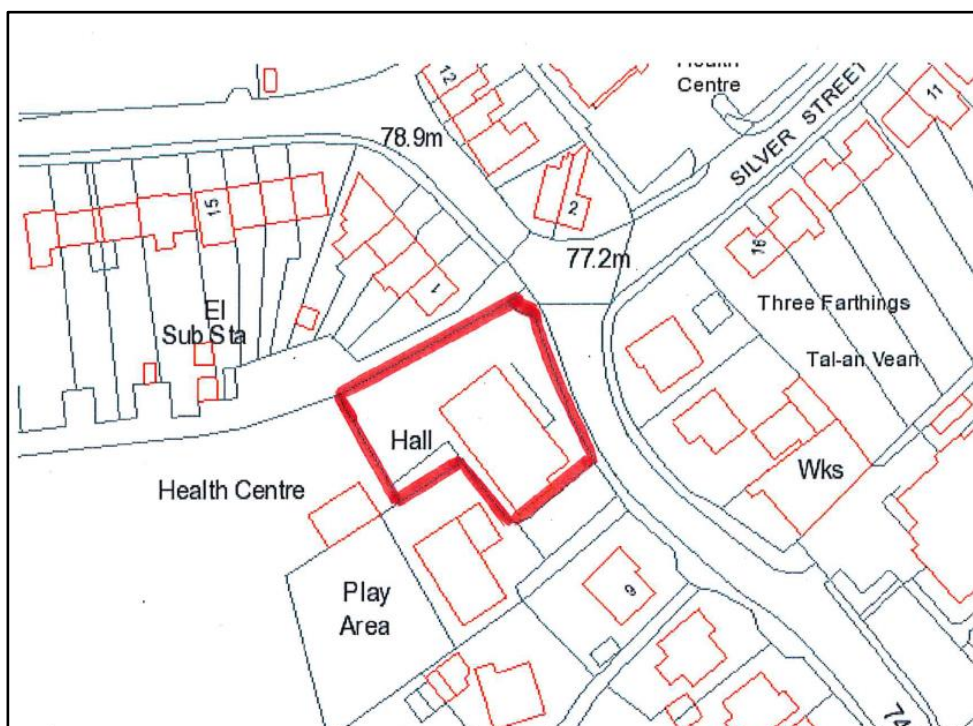 12
Centre
SILVER STREET
11
78.9m
15
2
77.2m
16
1
Three Farthings
El
Sub Sta
Tal-an Vean
Hall
Wks
Health Centre
Play
Area
9